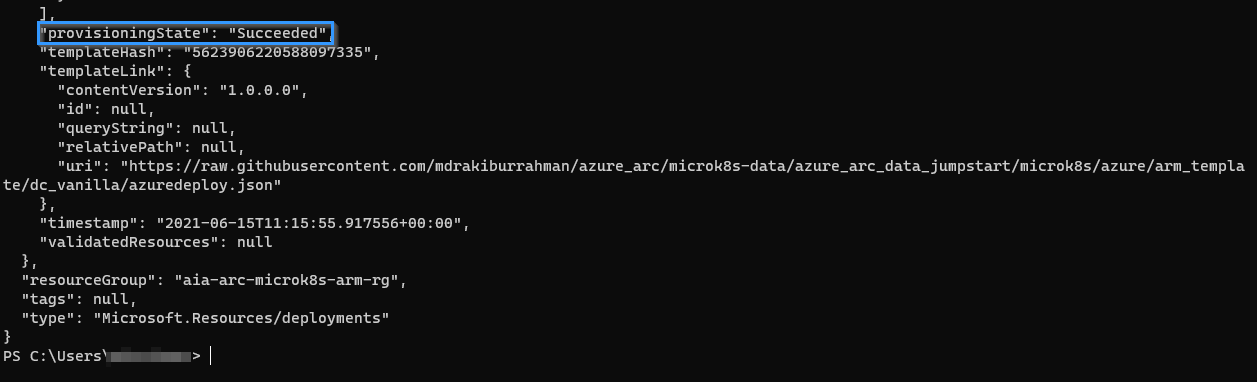 ],
"provisioningState": "Succeeded",
"templateHash": "5623906220588097335",
"templateLink": {
"contentVersion": "1.0.0.0",
"id": null,
"queryString": null,
"relativePath": null,
"uri": "https://raw.githubusercontent.com/mdrakiburrahman/azure_arc/microk8s-data/azure_arc_data_jumpstart/microk8s/azure/arm_templa
te/dc_vanilla/azuredeploy.json"
},
"timestamp": "2021-06-15T11:15:55.917556+00:00",
"validatedResources": null
},
"resourceGroup": "aia-arc-microk8s-arm-rg",
"tags": null,
"type": "Microsoft.Resources/deployments"
}
PS C:\Users\ >